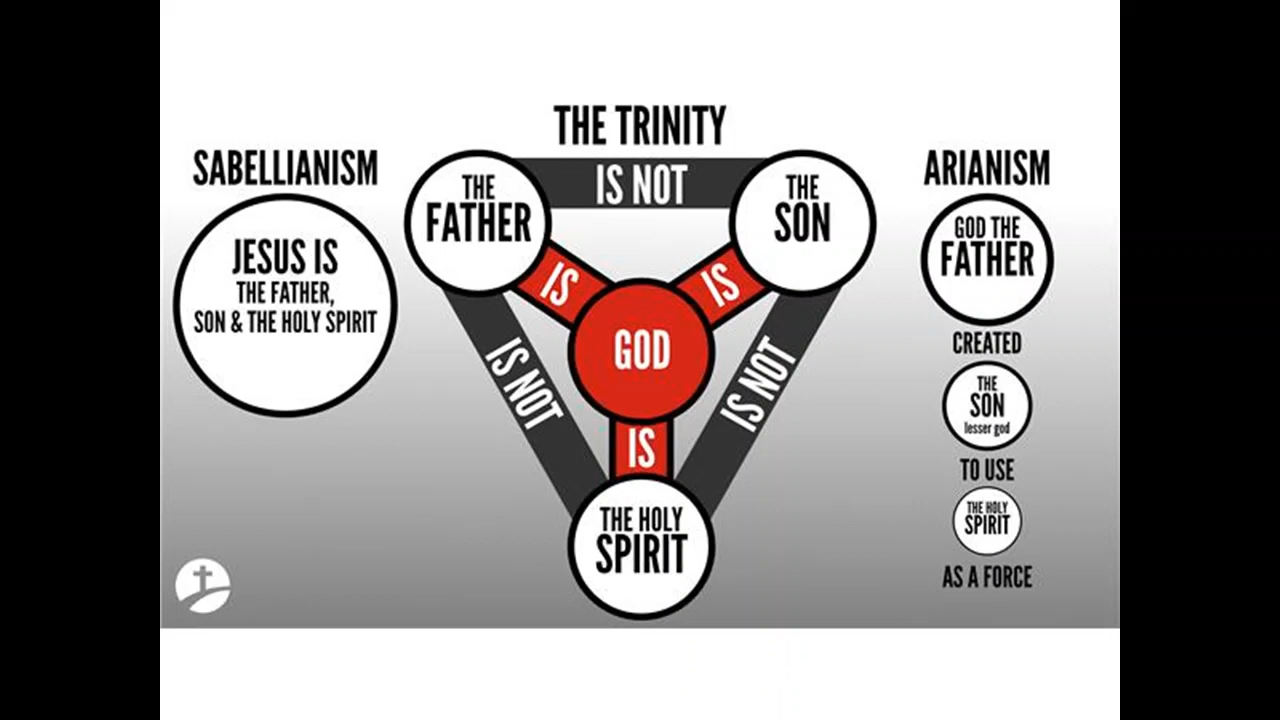 THE TRINITY
SABELLIANISM
JESUS IS
THE FATHER,
SON & THE HOLY SPIRIT
THE
FATHER
IS NOT
THE
SON
IS
IS
GOD
IS NOT
IS NOT
IS
THE HOLY
SPIRIT
ARIANISM
GOD THE
FATHER
CREATED
THE
SON
lesser god
TO USE
THE HOLY
SPIRIT
AS A FORCE